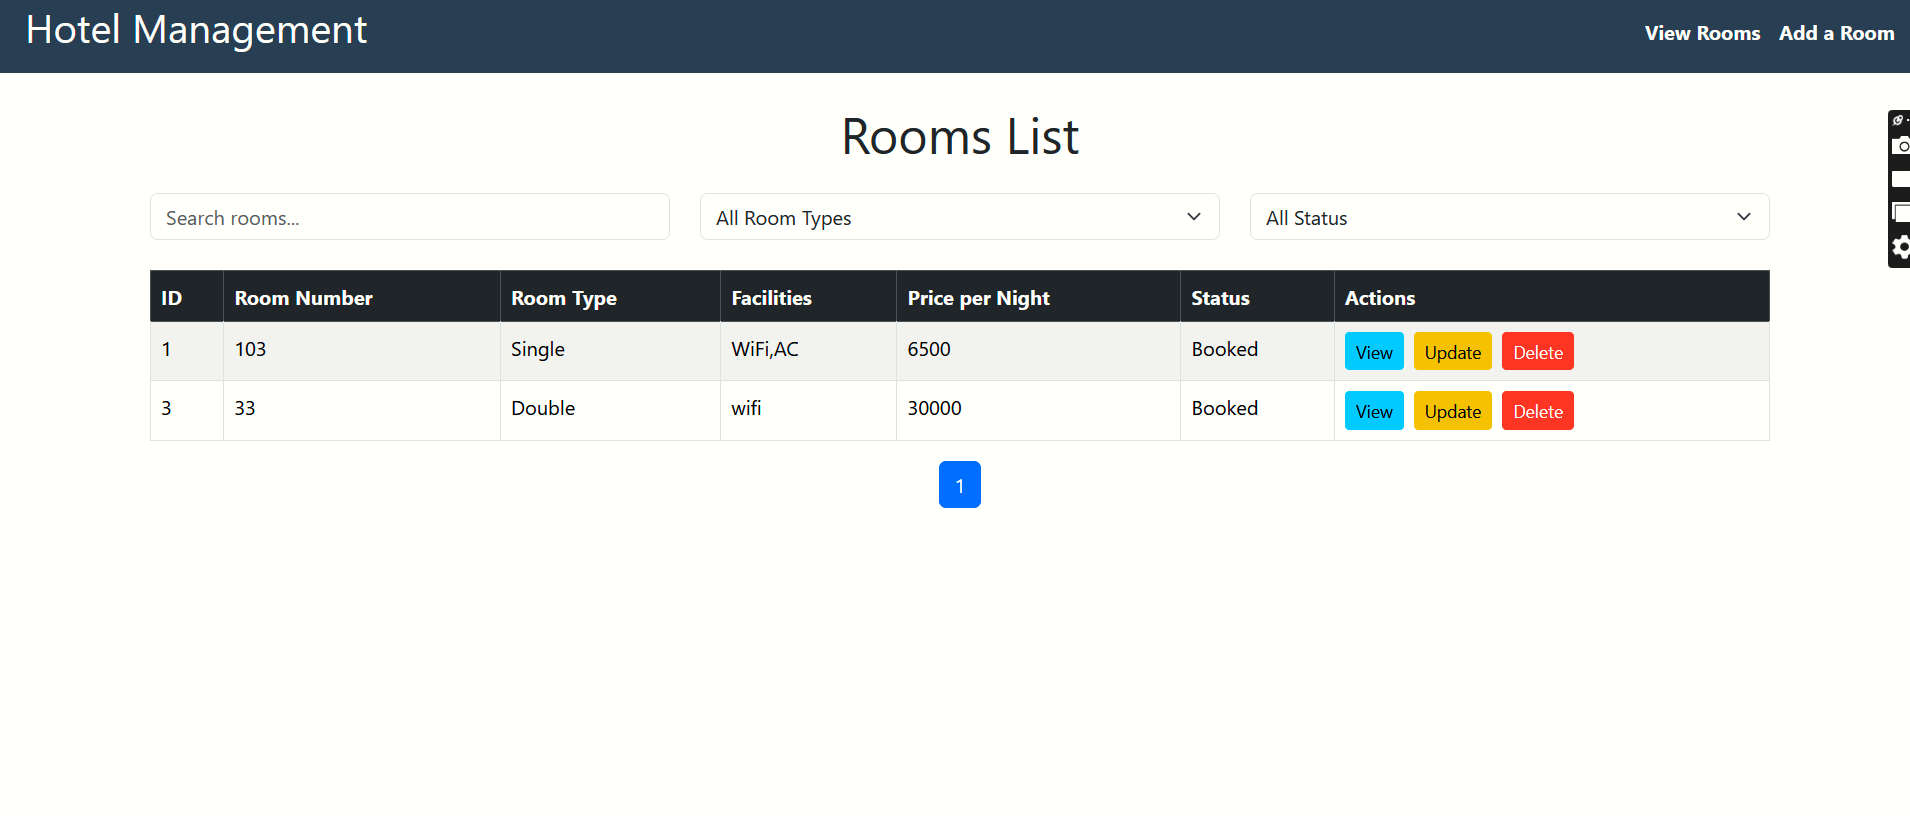 Hotel Management
View Rooms Add a Room
Rooms List
Search rooms...
All Room Types
All Status
ID Room Number Room Type Facilities Price per Night Status Actions
1 103 Single WiFi,AC 6500 Booked View Update Delete
3 33 Double wifi 30000 Booked View Update Delete
1